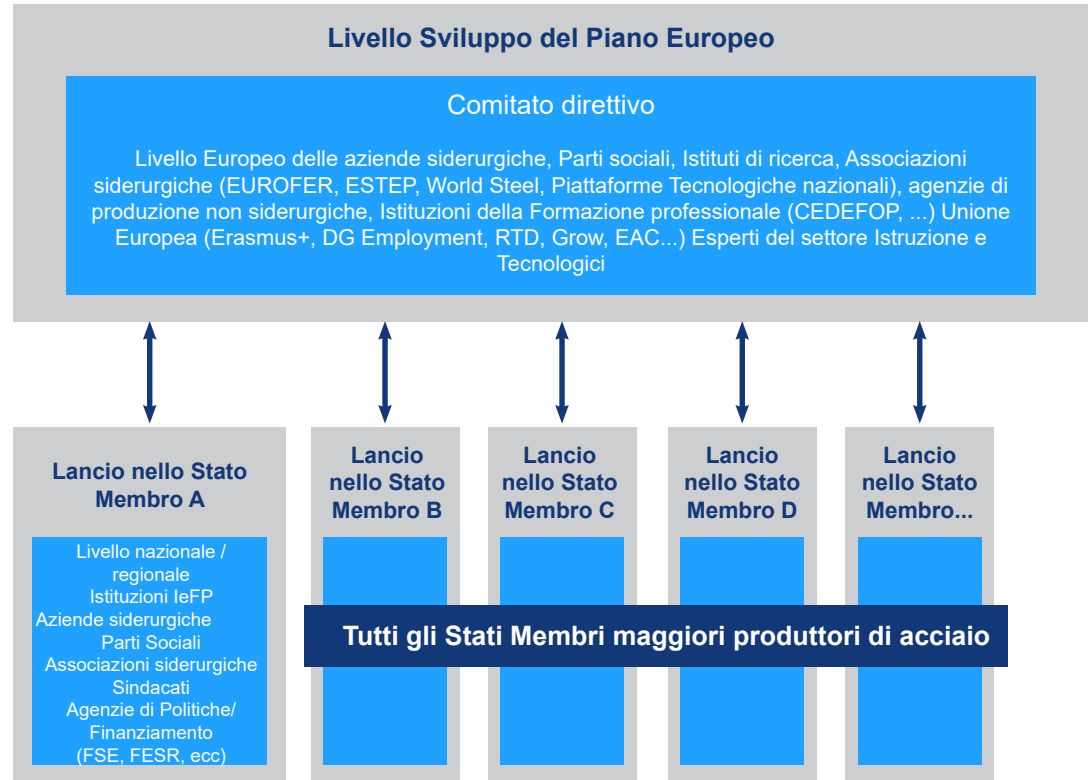 Livello Sviluppo del Piano Europeo
Comitato direttivo
Livello Europeo delle aziende siderurgiche, Parti sociali, Istituti di ricerca, Associazioni
siderurgiche (EUROFER, ESTEP, World Steel, Piattaforme Tecnologiche nazionali), agenzie di
produzione non siderurgiche, Istituzioni della Formazione professionale (CEDEFOP, ...) Unione
Europea (Erasmus+, DG Employment, RTD, Grow, EAC...) Esperti del settore Istruzione e
Tecnologici
Lancio nello Stato
Membro A
Livello nazionale /
regionale
Istituzioni IeFP
Aziende siderurgiche
Parti Sociali
Associazioni siderurgiche
Sindacati
Agenzie di Politiche/
Finanziamento
(FSE, FESR, ecc)
Lancio
nello Stato
Membro B
Lancio
nello Stato
Membro C
Lancio
nello Stato
Membro D
Lancio
nello Stato
Membro...
Tutti gli Stati Membri maggiori produttori di acciaio